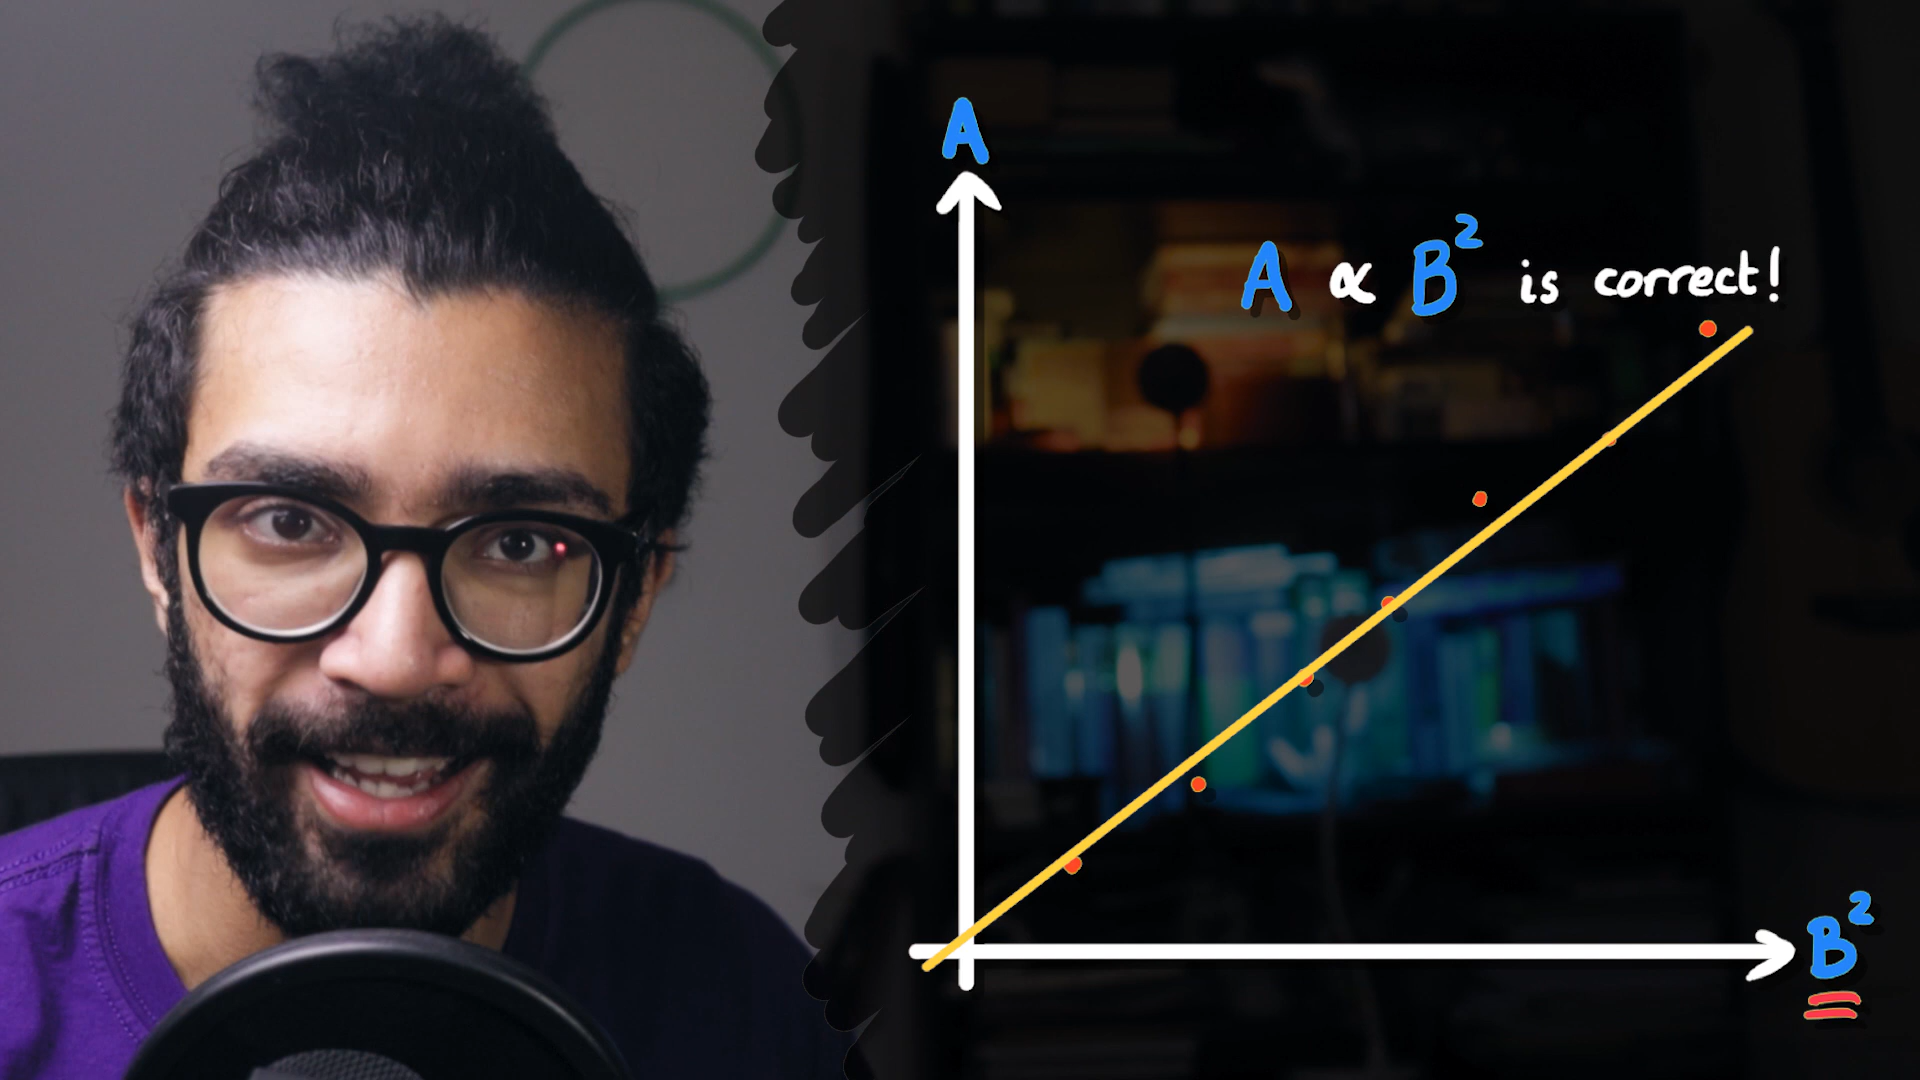 A
A ∝ B² is correct!
B²